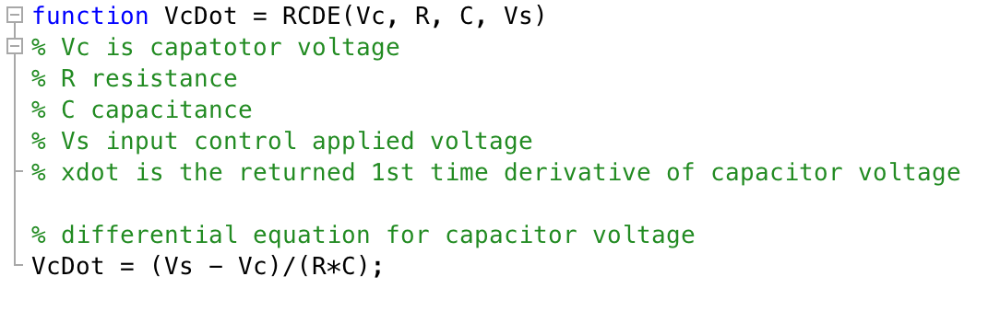 function VcDot = RCDE(Vc, R, C, Vs)
% Vc is capatotor voltage
% R resistance
% C capacitance
% Vs input control applied voltage
% xdot is the returned 1st time derivative of capacitor voltage
% differential equation for capacitor voltage
VcDot = (Vs - Vc)/(R*C);